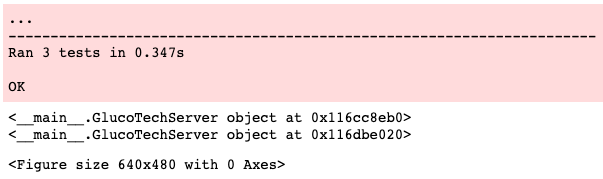 ...
----------------------------------------------------------------------
Ran 3 tests in 0.347s
OK
<__main__.GlucoTechServer object at 0x116cc8eb0>
<__main__.GlucoTechServer object at 0x116dbe020>
<Figure size 640x480 with 0 Axes>